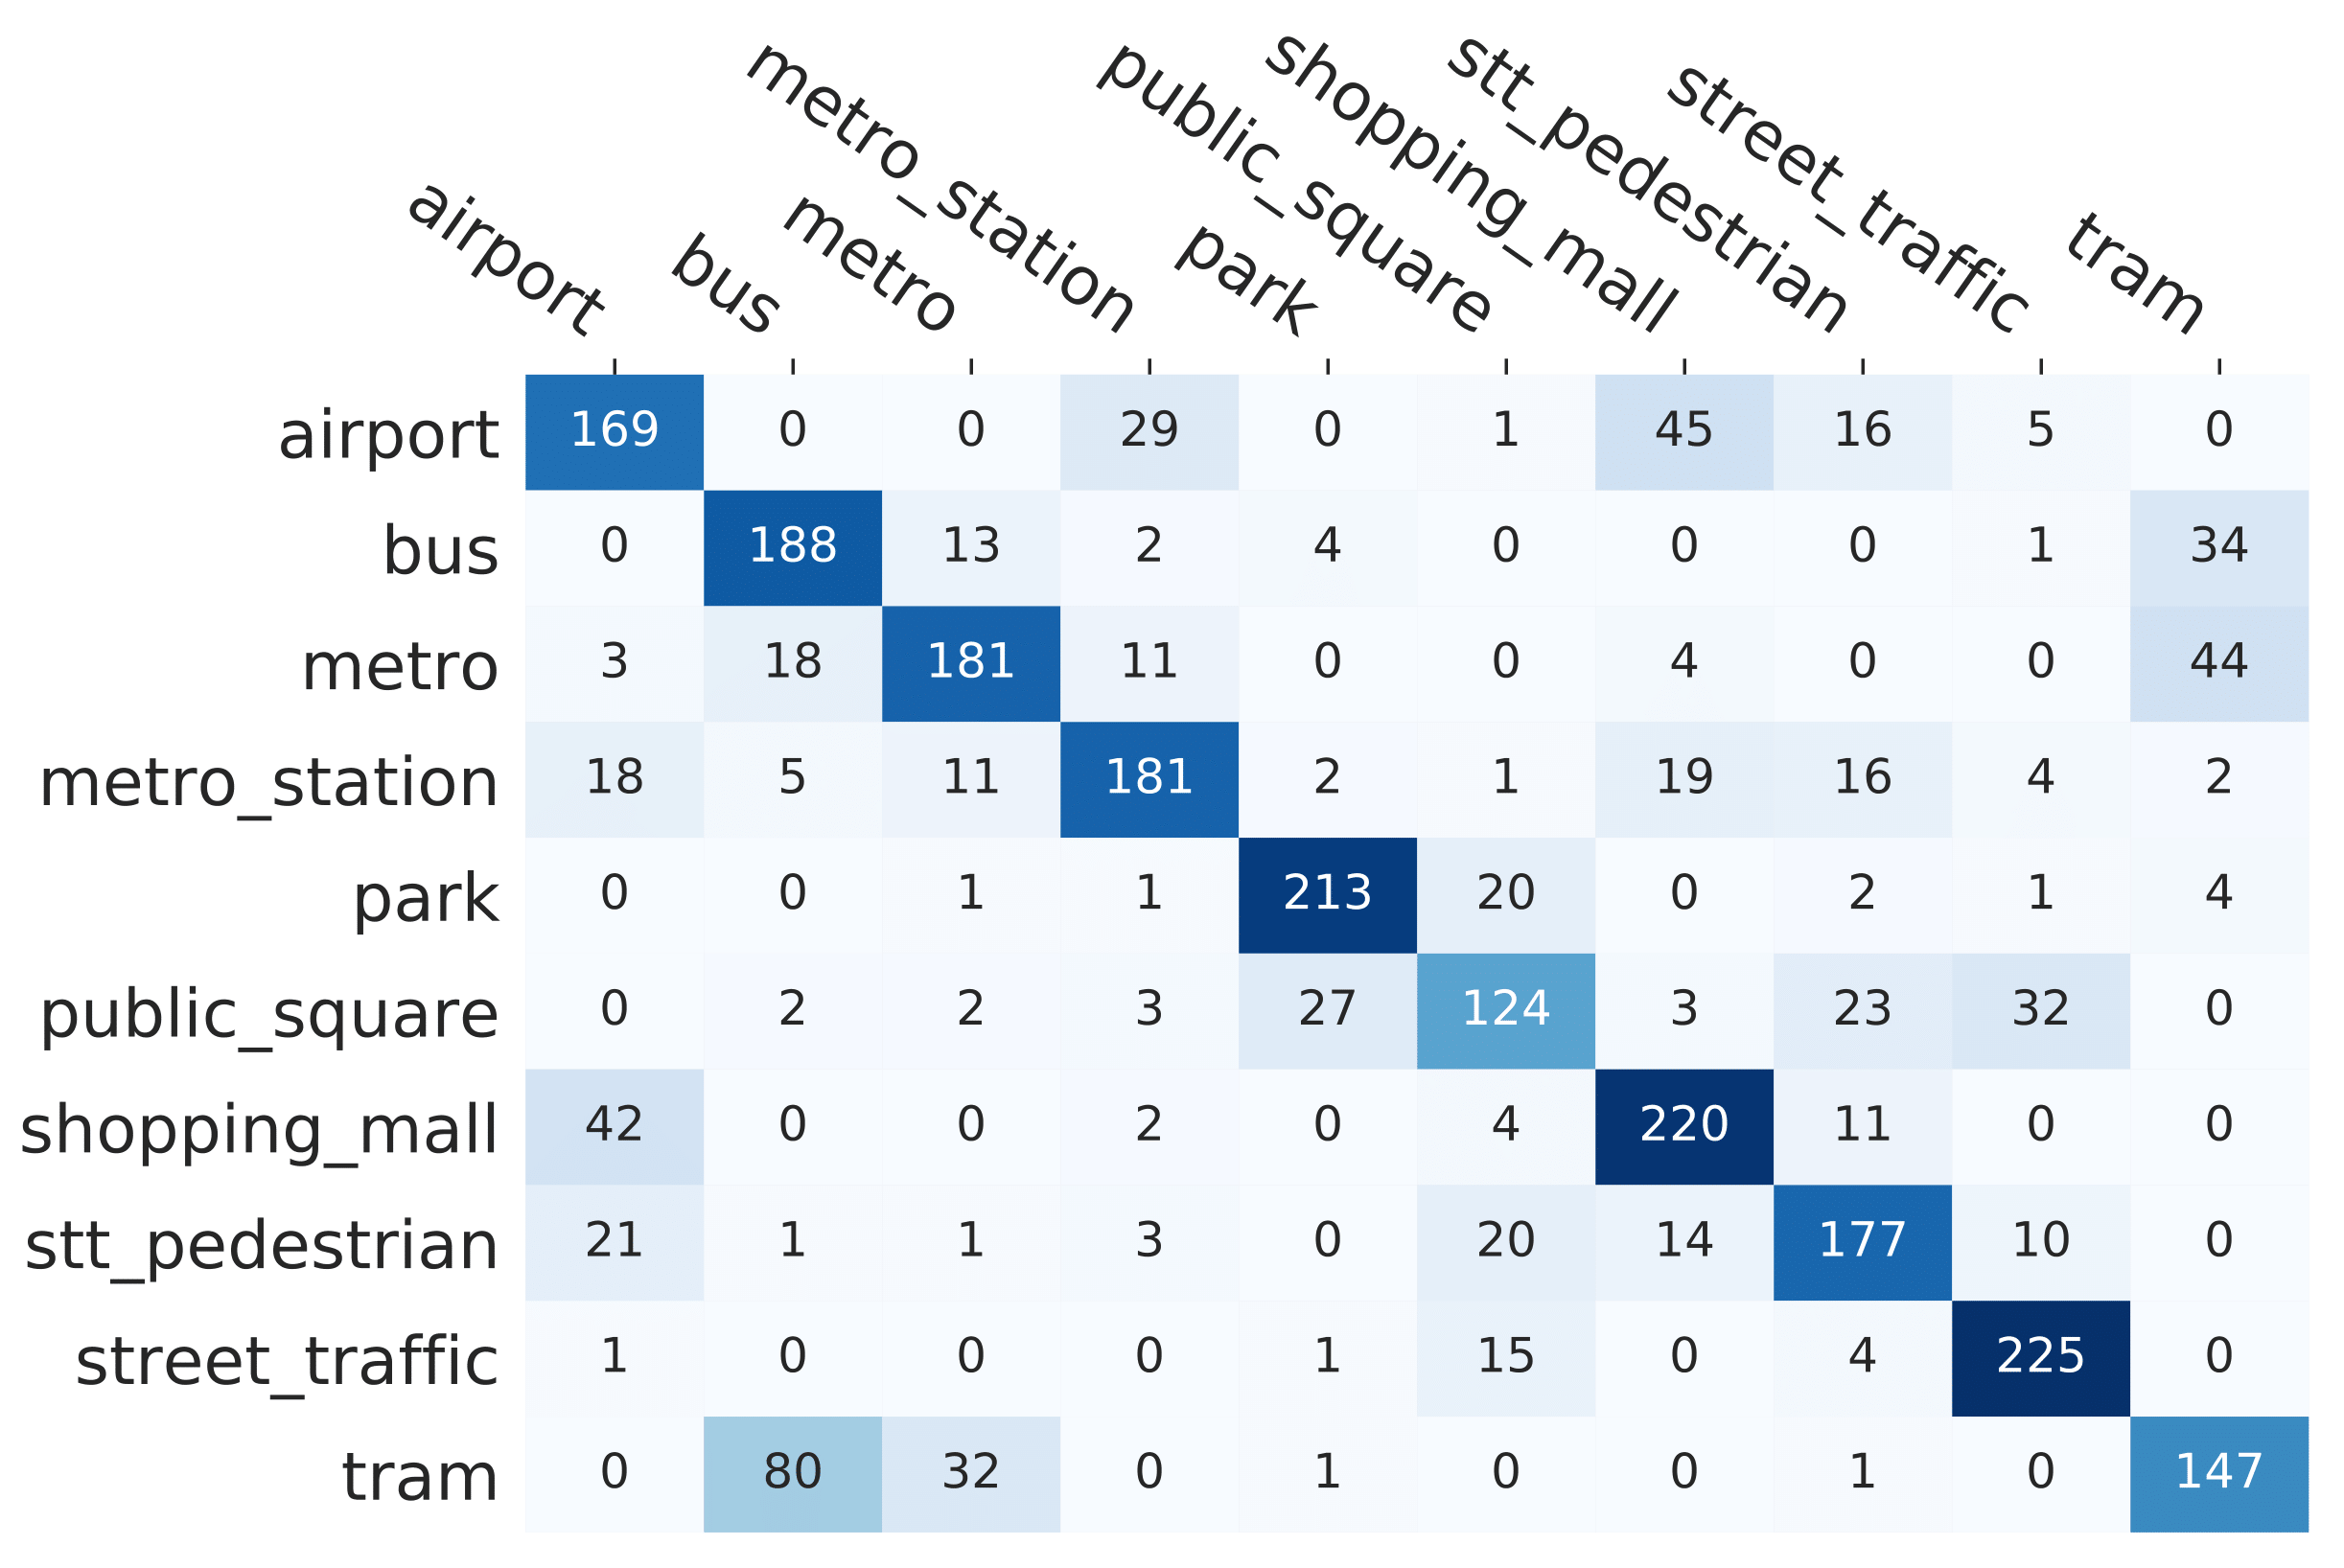 airport bus metro metro_station park public_square shopping_mall stt_pedestrian street_traffic tram
airport 169 0 0 29 0 1 45 16 5 0
bus 0 188 13 2 4 0 0 0 1 34
metro 3 18 181 11 0 0 4 0 0 44
metro_station 18 5 11 181 2 1 19 16 4 2
park 0 0 1 1 213 20 0 2 1 4
public_square 0 2 2 3 27 124 3 23 32 0
shopping_mall 42 0 0 2 0 4 220 11 0 0
stt_pedestrian 21 1 1 3 0 20 14 177 10 0
street_traffic 1 0 0 0 1 15 0 4 225 0
tram 0 80 32 0 1 0 0 1 0 147